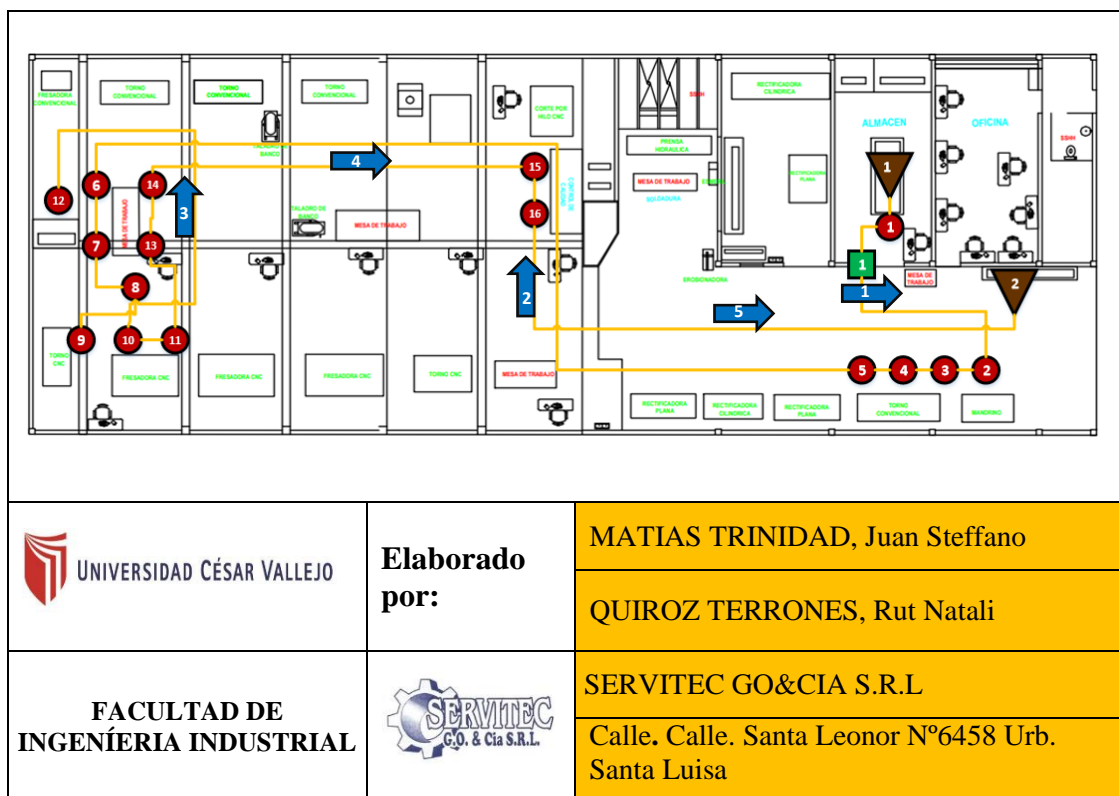 FRESADORA
CONVENCIONAL
TORNO
CONVENCIONAL
TORNO
CONVENCIONAL
TORNO
CONVENCIONAL
CORTE POR
HILO CNC
SSHH
RECTIFICADORA
CILINDRICA
ALMACEN
OFICINA
SSHH
TALADRO DE
BANCO
PRENSA
HIDRAULICA
MESA DE TRABAJO
SOLDADURA
RECTIFICADORA
PLANA
CONTROL DE
CALIDAD
MESA DE TRABAJO
TALADRO DE
BANCO
MESA DE TRABAJO
EROSIONADORA
MESA DE
TRABAJO
1
1
1
1
2
3
4
2
5
12
6
14
7
13
8
9
10
11
15
16
5
4
3
2
TORNO
CNC
FRESADORA CNC
FRESADORA CNC
FRESADORA CNC
TORNO CNC
MESA DE TRABAJO
RECTIFICADORA
PLANA
RECTIFICADORA
CILINDRICA
RECTIFICADORA
PLANA
TORNO
CONVENCIONAL
MANDRINO
UNIVERSIDAD CÉSAR VALLEJO
Elaborado
por:
MATIAS TRINIDAD, Juan Steffano
QUIROZ TERRONES, Rut Natali
FACULTAD DE
INGENÍERIA INDUSTRIAL
SERVITEC
G.O. & Cia S.R.L.
SERVITEC GO&CIA S.R.L
Calle. Calle. Santa Leonor Nº6458 Urb.
Santa Luisa